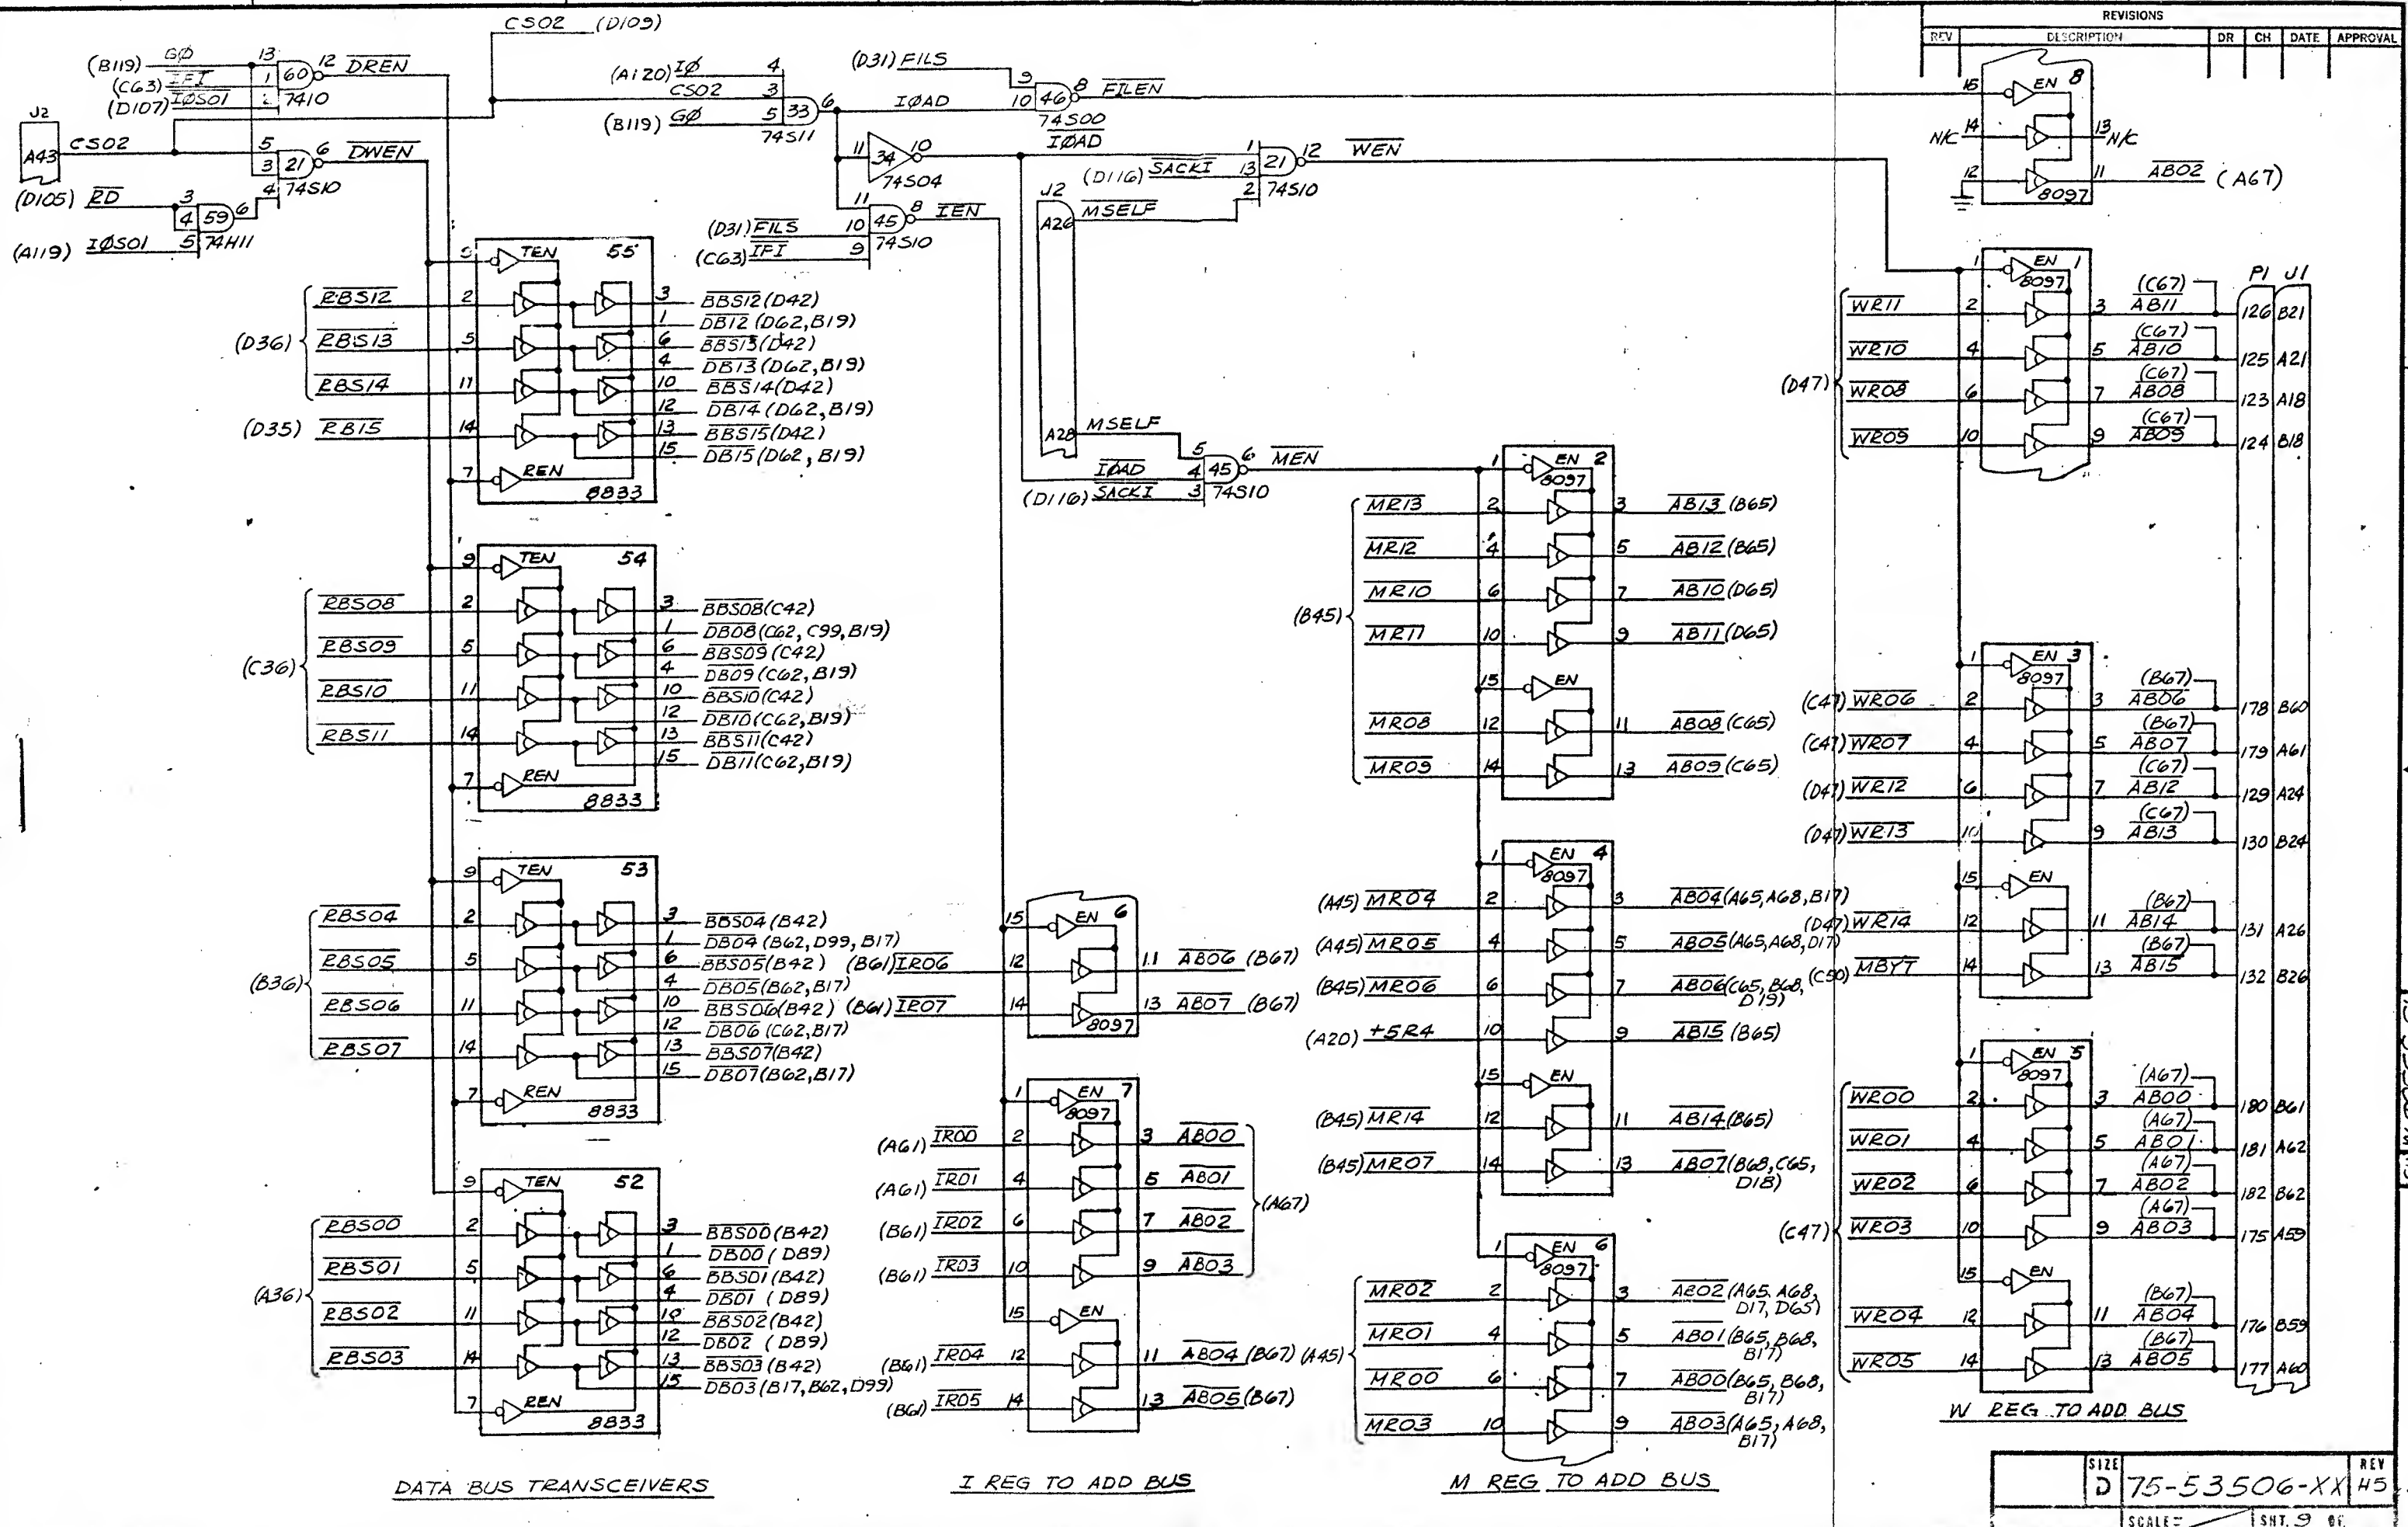 CS02 (D109)
REVISIONS
REV DESCRIPTION DR CH DATE APPROVAL
(B119) GØ 13
(C63) IFI 1
(D107) IØS01 2
60 12 DREN
7410
J2
A43 CS02 5
3
21 6 DWEN
4 74S10
(D105) RD 3
4 59 6
(A119) IØS01 5 74H11
(A120) IØ 4
CS02 3
(B119) GØ 5
33 6
74S11
IØAD
(D31) FILS 9
10 46 8 FILEN
74S00
IØAD
11 34 10
74S04
11
(D31) FILS 10 45 8 IEN
(C63) IFI 9 74S10
1
(D116) SACKI 13 21 12 WEN
2 74S10
J2
A26 MSELF
A28 MSELF 5
IØAD 4 45 6 MEN
(D116) SACKI 3 74S10
15 EN 8
N/C 14 13 N/C
12 11 AB02 (A67)
8097
9 TEN 55
(D36)
RBS12 2 3 BBS12 (D42)
1 DB12 (D62, B19)
RBS13 5 6 BBS13 (D42)
4 DB13 (D62, B19)
RBS14 11 10 BBS14 (D42)
12 DB14 (D62, B19)
(D35) RB15 14 13 BBS15 (D42)
15 DB15 (D62, B19)
7 REN
8833
9 TEN 54
(C36)
RBS08 2 3 BBS08 (C42)
1 DB08 (C62, C99, B19)
RBS09 5 6 BBS09 (C42)
4 DB09 (C62, B19)
RBS10 11 10 BBS10 (C42)
12 DB10 (C62, B19)
RBS11 14 13 BBS11 (C42)
15 DB11 (C62, B19)
7 REN
8833
9 TEN 53
(B36)
RBS04 2 3 BBS04 (B42)
1 DB04 (B62, D99, B17)
RBS05 5 6 BBS05 (B42)
4 DB05 (B62, B17)
RBS06 11 10 BBS06 (B42)
12 DB06 (C62, B17)
RBS07 14 13 BBS07 (B42)
15 DB07 (B62, B17)
7 REN
8833
9 TEN 52
(A36)
RBS00 2 3 BBS00 (B42)
1 DB00 (D89)
RBS01 5 6 BBS01 (B42)
4 DB01 (D89)
RBS02 11 10 BBS02 (B42)
12 DB02 (D89)
RBS03 14 13 BBS03 (B42)
15 DB03 (B17, B62, D99)
7 REN
8833
DATA BUS TRANSCEIVERS
15 EN 6
(B61) IR06 12 11 AB06 (B67)
(B61) IR07 14 13 AB07 (B67)
8097
1 EN 7
8097
(A61) IR00 2 3 AB00
(A61) IR01 4 5 AB01
(B61) IR02 6 7 AB02
(B61) IR03 10 9 AB03
(A67)
15 EN
(B61) IR04 12 11 AB04 (B67)
(B61) IR05 14 13 AB05 (B67)
I REG TO ADD BUS
1 EN 2
8097
(B45)
MR13 2 3 AB13 (B65)
MR12 4 5 AB12 (B65)
MR10 6 7 AB10 (D65)
MR11 10 9 AB11 (D65)
15 EN
MR08 12 11 AB08 (C65)
MR09 14 13 AB09 (C65)
1 EN 4
8097
(A45) MR04 2 3 AB04 (A65, A68, B17)
(A45) MR05 4 5 AB05 (A65, A68, D17)
(B45) MR06 6 7 AB06 (C65, B68, D19)
(A20) +5R4 10 9 AB15 (B65)
15 EN
(B45) MR14 12 11 AB14 (B65)
(B45) MR07 14 13 AB07 (B68, C65, D18)
1 EN 6
8097
(A45)
MR02 2 3 AB02 (A65, A68, D17, D65)
MR01 4 5 AB01 (B65, B68, B17)
MR00 6 7 AB00 (B65, B68, B17)
MR03 10 9 AB03 (A65, A68, B17)
M REG TO ADD BUS
P1 J1
1 EN 1
8097
(D47)
WR11 2 3 (C67) AB11 126 B21
WR10 4 5 (C67) AB10 125 A21
WR08 6 7 (C67) AB08 123 A18
WR09 10 9 (C67) AB09 124 B18
1 EN 3
8097
(C47) WR06 2 3 (B67) AB06 178 B60
(C47) WR07 4 5 (B67) AB07 179 A61
(D47) WR12 6 7 (C67) AB12 129 A24
(D47) WR13 10 9 (C67) AB13 130 B24
15 EN
(D47) WR14 12 11 (B67) AB14 131 A26
(C50) MBYT 14 13 (B67) AB15 132 B26
1 EN 5
8097
(C47)
WR00 2 3 (A67) AB00 180 B61
WR01 4 5 (A67) AB01 181 A62
WR02 6 7 (A67) AB02 182 B62
WR03 10 9 (A67) AB03 175 A59
15 EN
WR04 12 11 (B67) AB04 176 B59
WR05 14 13 (B67) AB05 177 A60
W REG TO ADD BUS
SIZE D 75-53506-XX REV H5
SCALE SHT. 9 OF